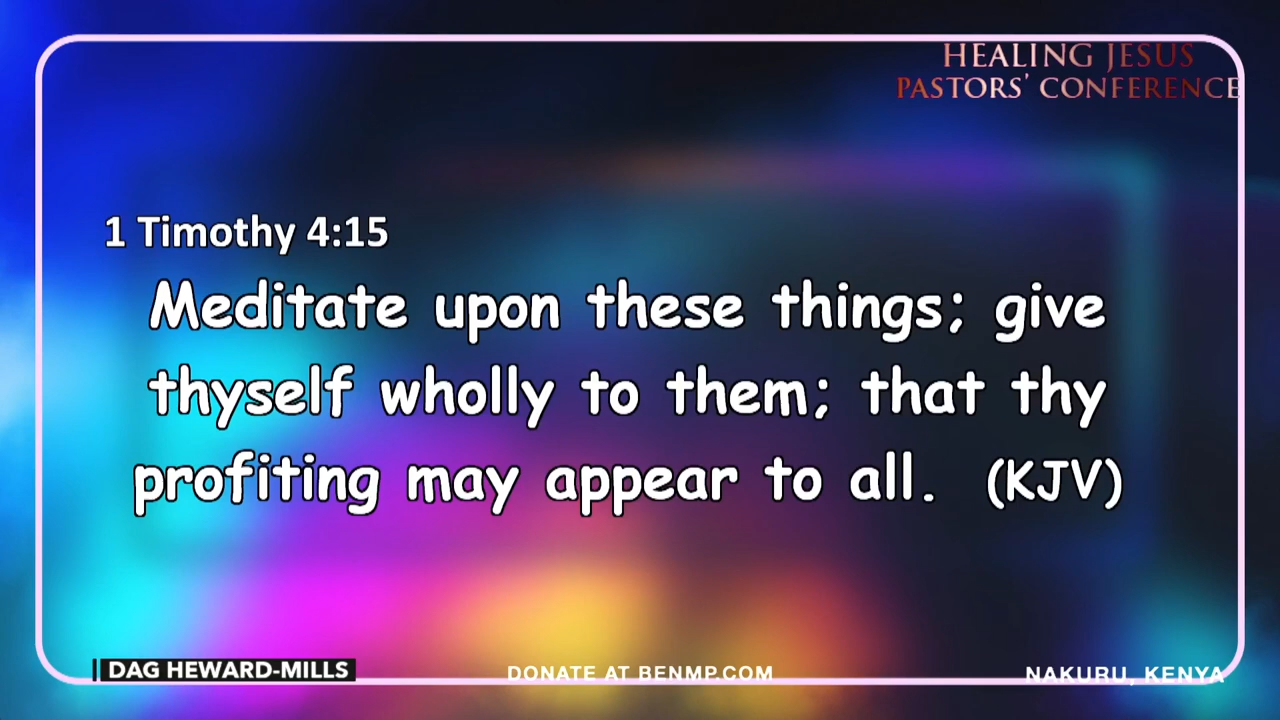 HEALING JESUS
PASTORS' CONFERENCE
1 Timothy 4:15
Meditate upon these things; give
thyself wholly to them; that thy
profiting may appear to all. (KJV)
DAG HEWARD-MILLS
DONATE AT BENMP.COM
NAKURU, KENYA